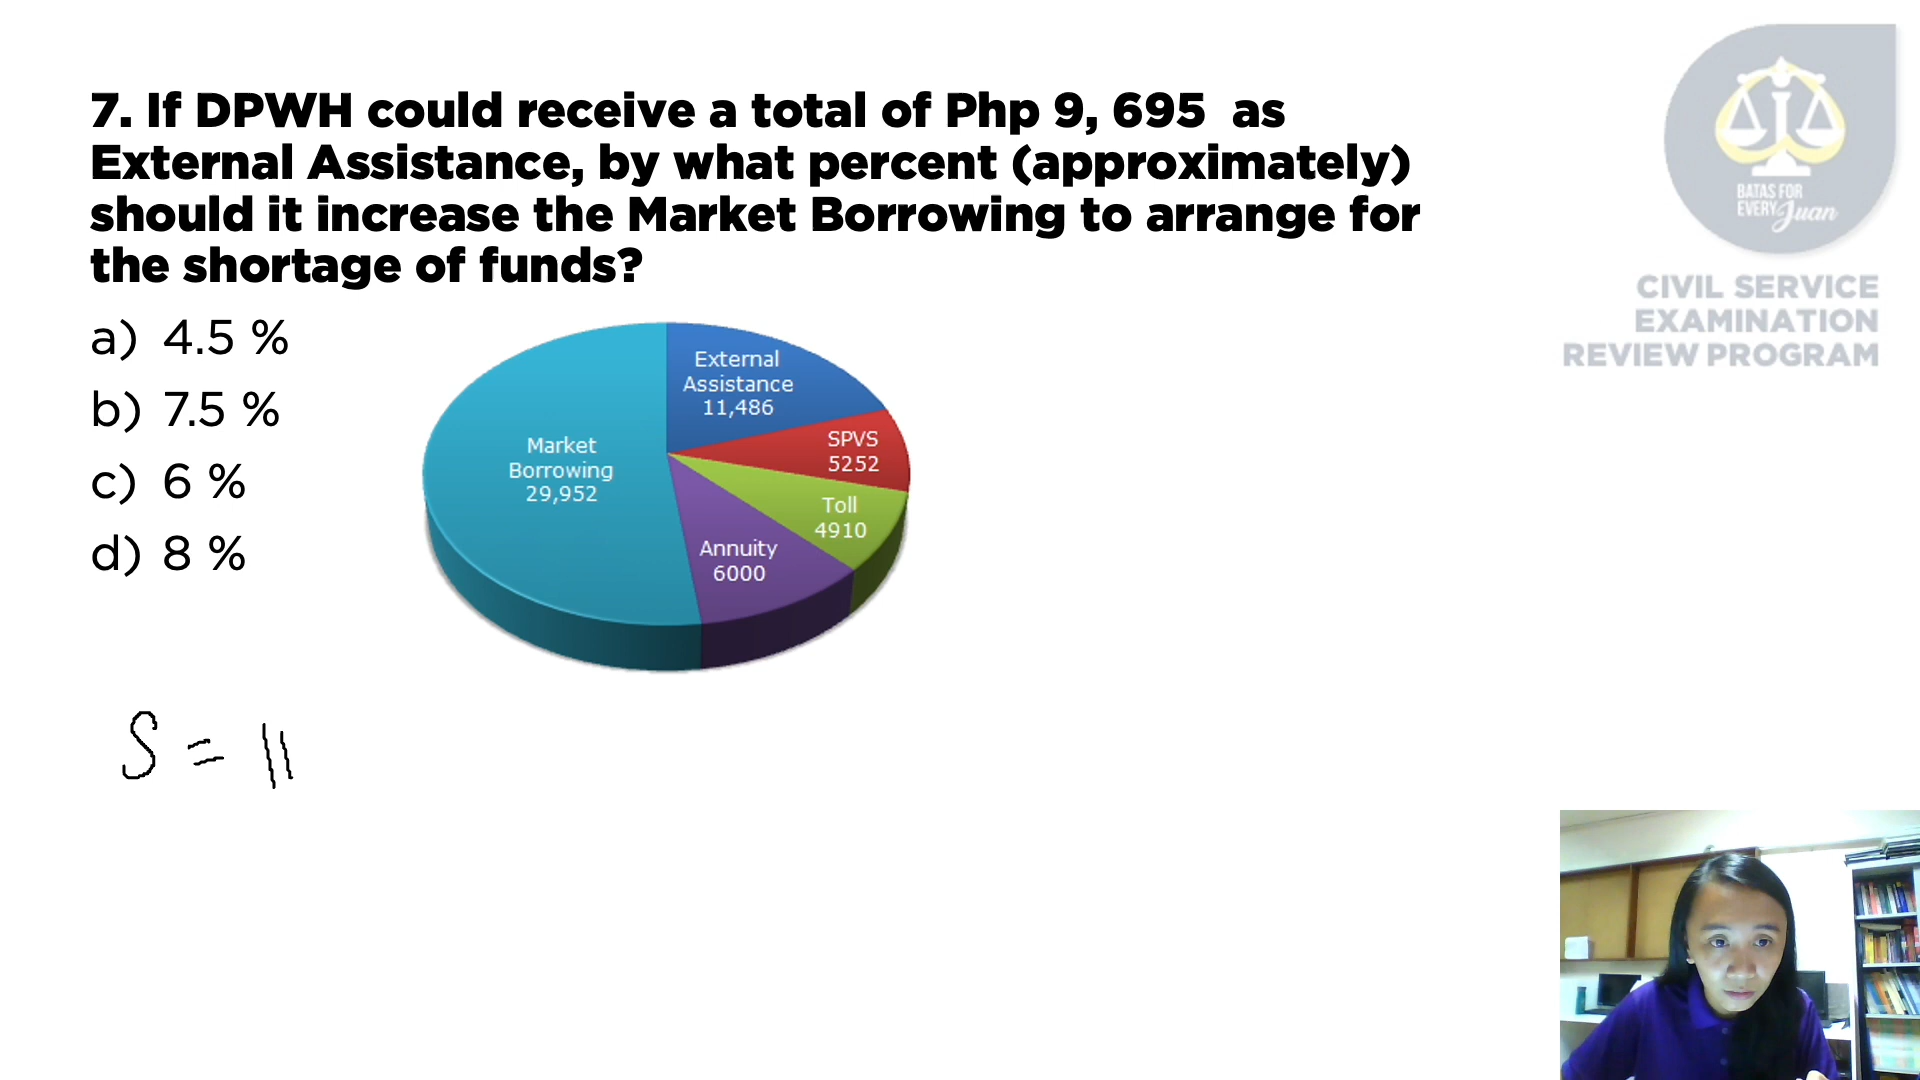 7. If DPWH could receive a total of Php 9, 695 as
External Assistance, by what percent (approximately)
should it increase the Market Borrowing to arrange for
the shortage of funds?
a) 4.5 %
b) 7.5 %
c) 6 %
d) 8 %
External
Assistance
11,486
SPVS
5252
Toll
4910
Annuity
6000
Market
Borrowing
29,952
S = 11
BATAS FOR
EVERY Juan
CIVIL SERVICE
EXAMINATION
REVIEW PROGRAM